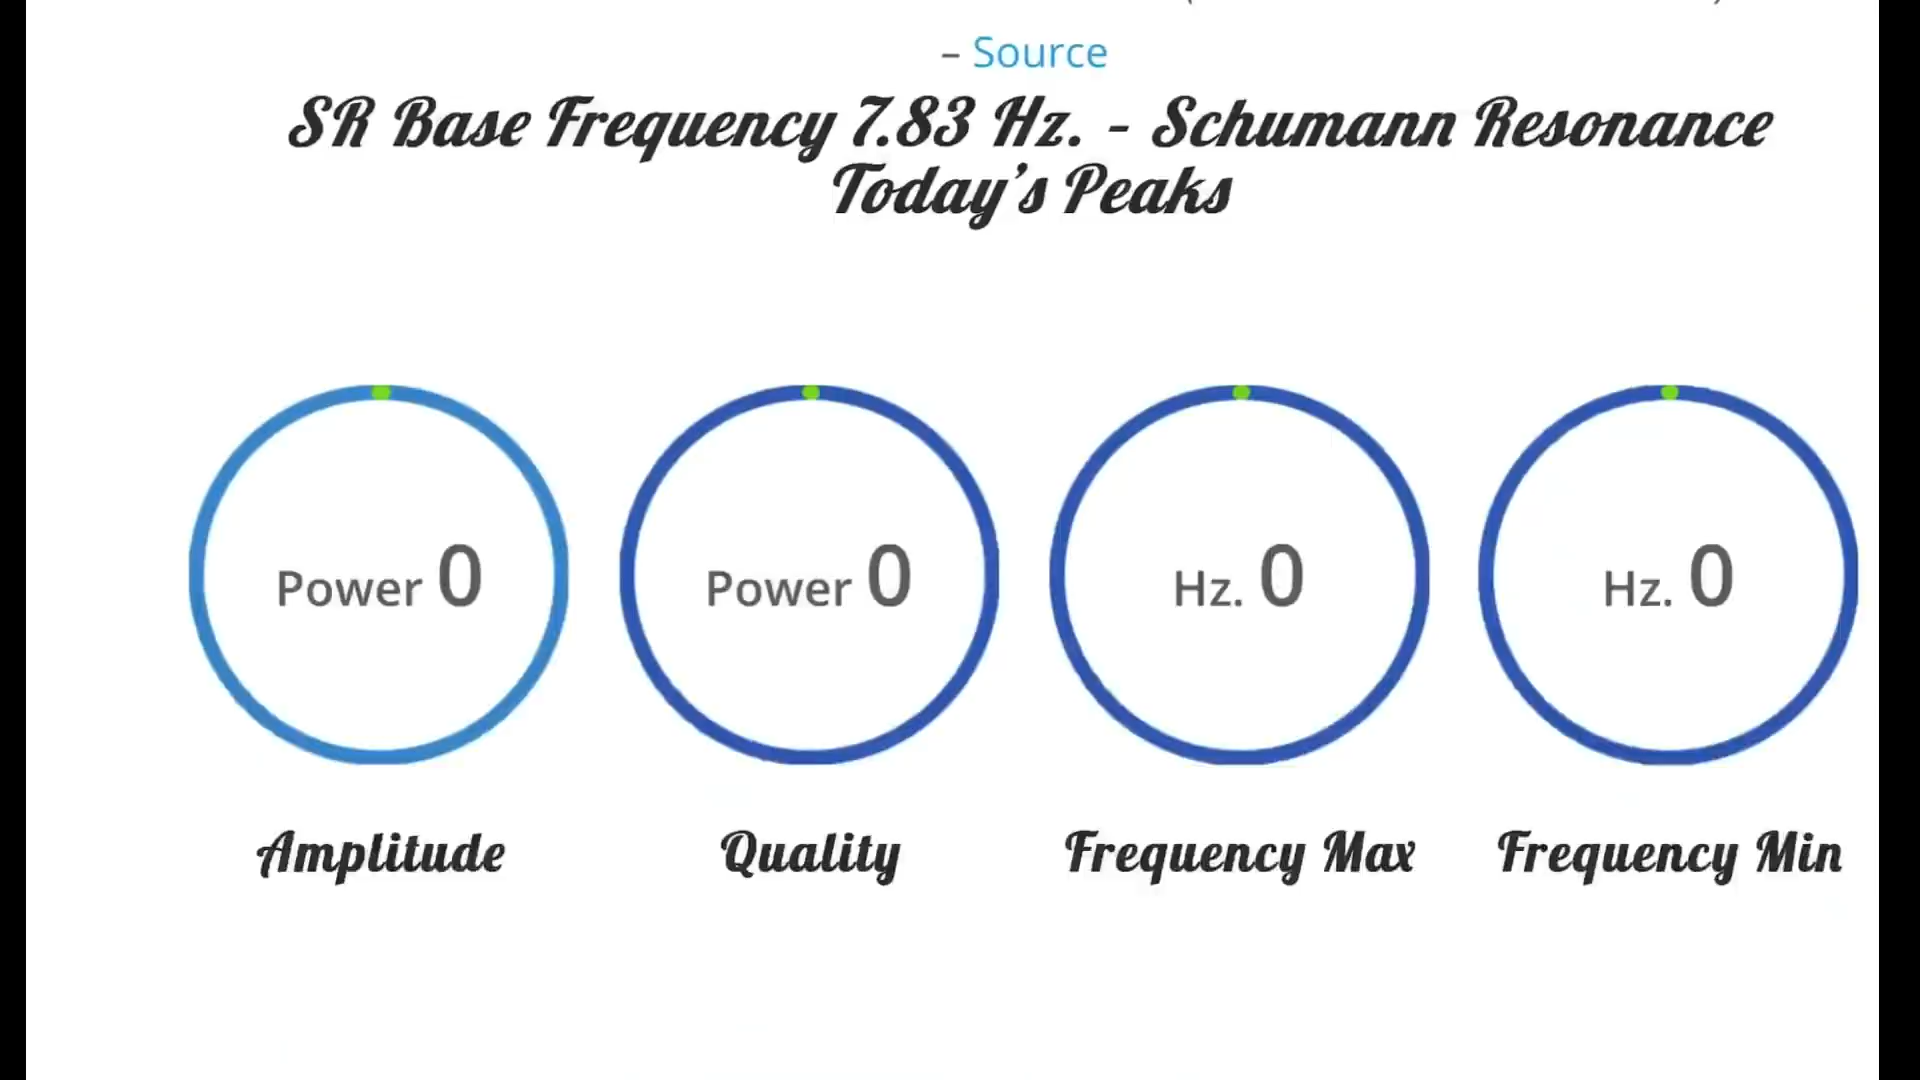 – Source
SR Base Frequency 7.83 Hz. – Schumann Resonance
Today’s Peaks
Power 0
Power 0
Hz. 0
Hz. 0
Amplitude
Quality
Frequency Max
Frequency Min